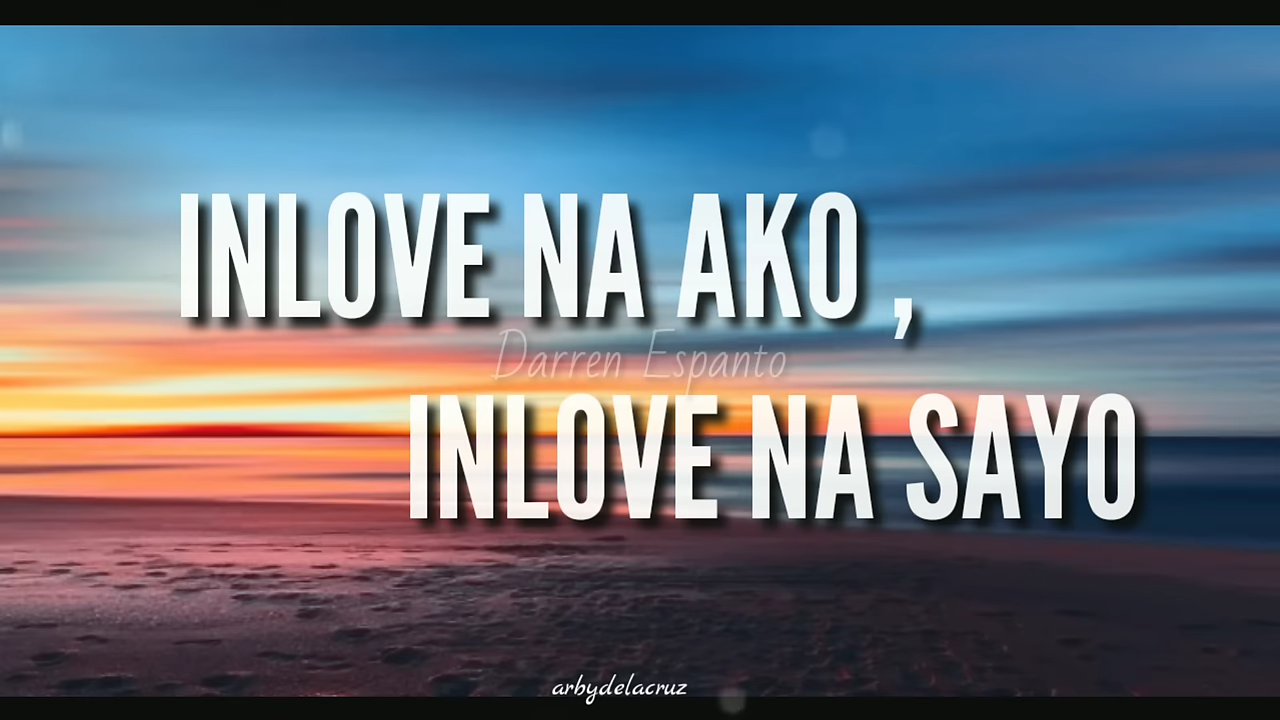 INLOVE NA AKO ,
Darren Espanto
INLOVE NA SAYO
arbydelacruz